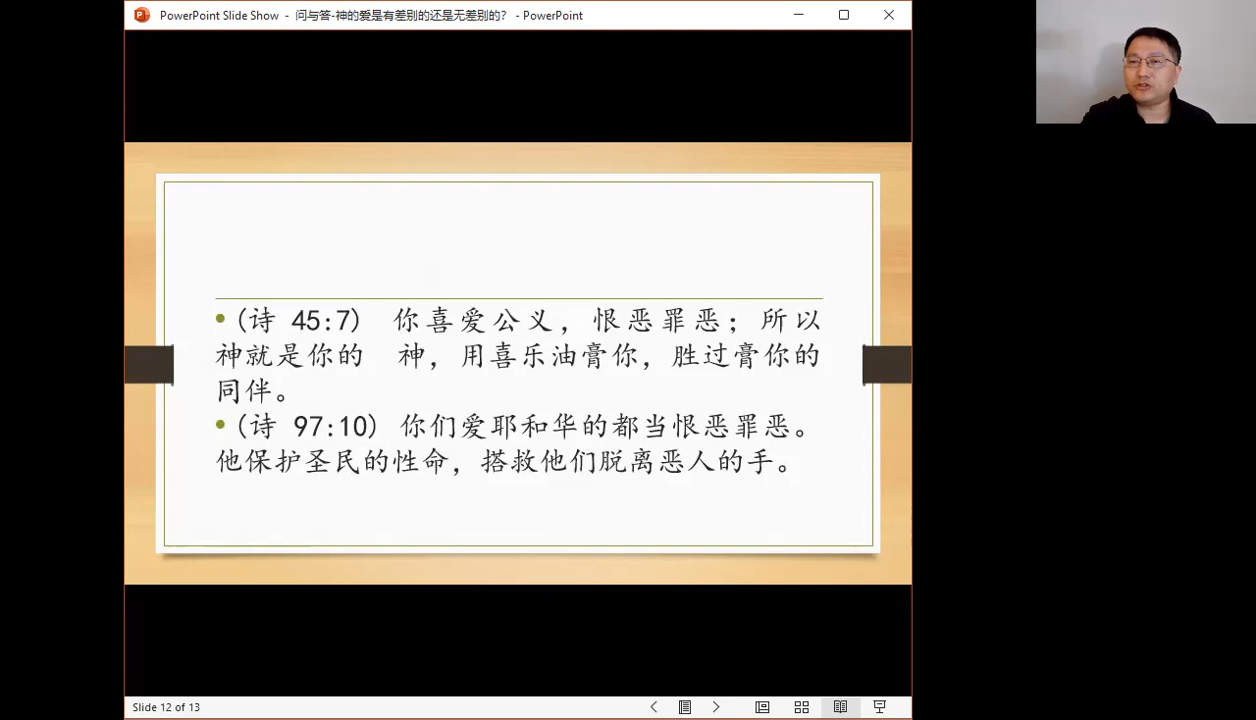 PowerPoint Slide Show - 问与答-神的爱是有差别的还是无差别的? - PowerPoint
•(诗 45:7) 你喜爱公义，恨恶罪恶；所以
神就是你的 神，用喜乐油膏你，胜过膏你的
同伴。
•(诗 97:10) 你们爱耶和华的都当恨恶罪恶。
他保护圣民的性命，搭救他们脱离恶人的手。
Slide 12 of 13